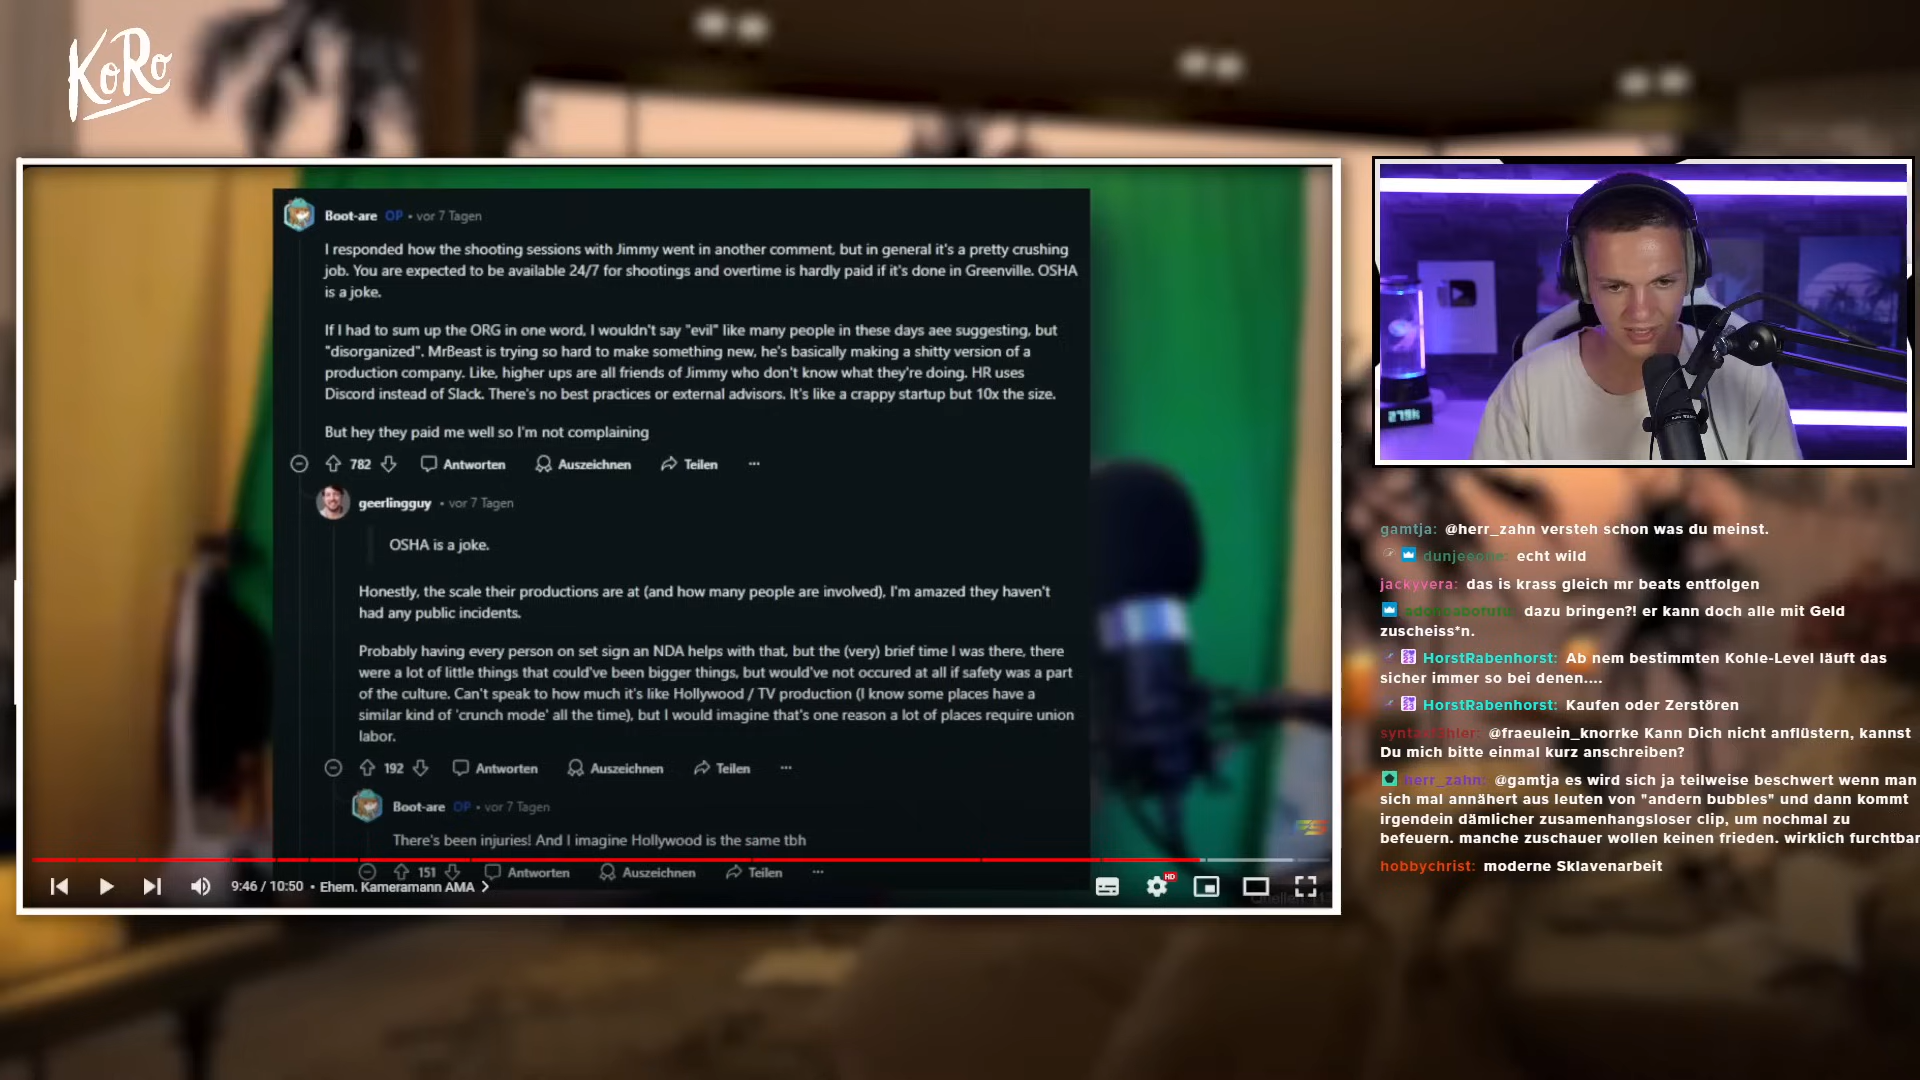 KoRo
Boot-are OP • vor 7 Tagen
I responded how the shooting sessions with Jimmy went in another comment, but in general it's a pretty crushing
job. You are expected to be available 24/7 for shootings and overtime is hardly paid if it's done in Greenville. OSHA
is a joke.
If I had to sum up the ORG in one word, I wouldn't say "evil" like many people in these days aee suggesting, but
"disorganized". MrBeast is trying so hard to make something new, he's basically making a shitty version of a
production company. Like, higher ups are all friends of Jimmy who don't know what they're doing. HR uses
Discord instead of Slack. There's no best practices or external advisors. It's like a crappy startup but 10x the size.
But hey they paid me well so I'm not complaining
782 Antworten Auszeichnen Teilen ...
geerlingguy • vor 7 Tagen
OSHA is a joke.
Honestly, the scale their productions are at (and how many people are involved), I'm amazed they haven't
had any public incidents.
Probably having every person on set sign an NDA helps with that, but the (very) brief time I was there, there
were a lot of little things that could've been bigger things, but would've not occured at all if safety was a part
of the culture. Can't speak to how much it's like Hollywood / TV production (I know some places have a
similar kind of 'crunch mode' all the time), but I would imagine that's one reason a lot of places require union
labor.
192 Antworten Auszeichnen Teilen ...
Boot-are OP • vor 7 Tagen
There's been injuries! And I imagine Hollywood is the same tbh
151 Antworten Auszeichnen Teilen ...
9:46 / 10:50 • Ehem. Kameramann AMA
HD
279k
gamtja: @herr_zahn versteh schon was du meinst.
dunjeeone: echt wild
jackyvera: das is krass gleich mr beats entfolgen
dazu bringen?! er kann doch alle mit Geld
zuscheiss*n.
HorstRabenhorst: Ab nem bestimmten Kohle-Level läuft das
sicher immer so bei denen....
HorstRabenhorst: Kaufen oder Zerstören
@fraeulein_knorrke Kann Dich nicht anflüstern, kannst
Du mich bitte einmal kurz anschreiben?
herr_zahn: @gamtja es wird sich ja teilweise beschwert wenn man
sich mal annähert aus leuten von "andern bubbles" und dann kommt
irgendein dämlicher zusammenhangsloser clip, um nochmal zu
befeuern. manche zuschauer wollen keinen frieden. wirklich furchtbar
hobbychrist: moderne Sklavenarbeit